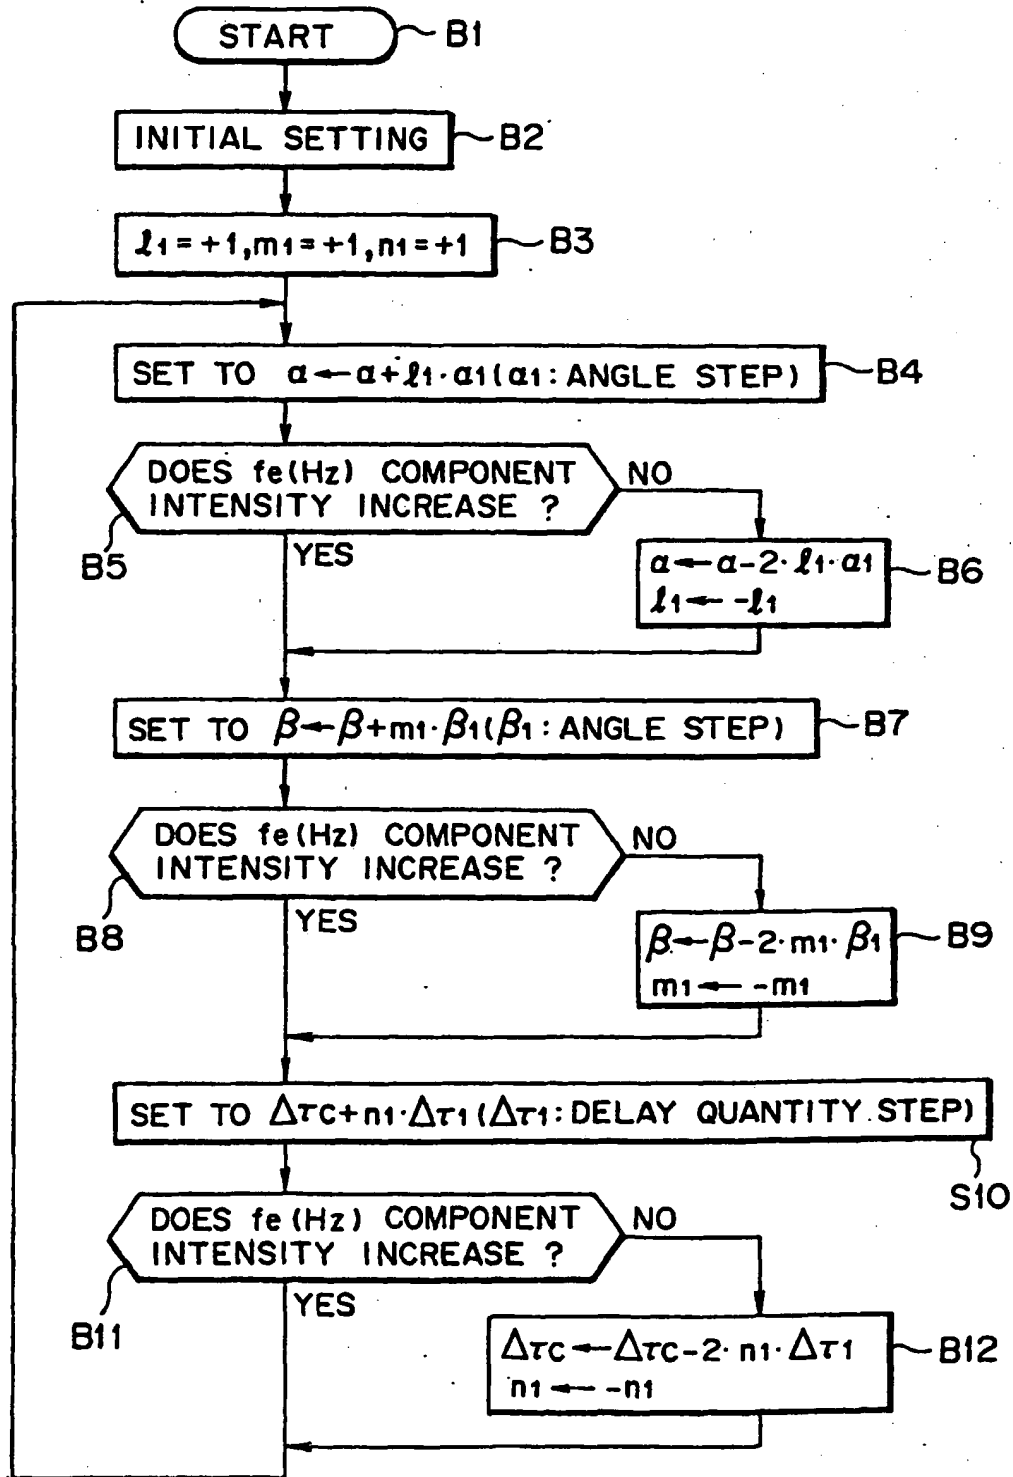 START
B1
INITIAL SETTING
B2
ℓ1=+1,m1=+1,n1=+1
B3
SET TO α←α+ℓ1·α1(α1:ANGLE STEP)
B4
DOES fe(Hz) COMPONENT
INTENSITY INCREASE ?
NO
B5
YES
α←α-2·ℓ1·α1
ℓ1← -ℓ1
B6
SET TO β←β+m1·β1(β1:ANGLE STEP)
B7
DOES fe(Hz) COMPONENT
INTENSITY INCREASE ?
NO
B8
YES
β←β-2·m1·β1
m1← -m1
B9
SET TO ΔτC+n1·Δτ1(Δτ1:DELAY QUANTITY STEP)
S10
DOES fe(Hz) COMPONENT
INTENSITY INCREASE ?
NO
B11
YES
ΔτC←ΔτC-2·n1·Δτ1
n1← -n1
B12